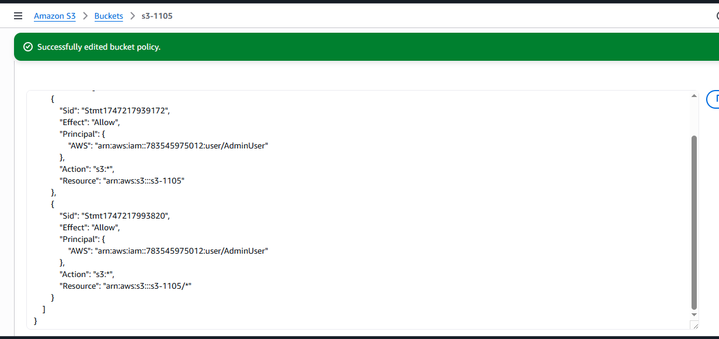 Amazon S3 > Buckets > s3-1105
Successfully edited bucket policy.
{
"Sid": "Stmt1747217939172",
"Effect": "Allow",
"Principal": {
"AWS": "arn:aws:iam::783545975012:user/AdminUser"
},
"Action": "s3:*",
"Resource": "arn:aws:s3:::s3-1105"
},
{
"Sid": "Stmt1747217993820",
"Effect": "Allow",
"Principal": {
"AWS": "arn:aws:iam::783545975012:user/AdminUser"
},
"Action": "s3:*",
"Resource": "arn:aws:s3:::s3-1105/*"
}
]
}